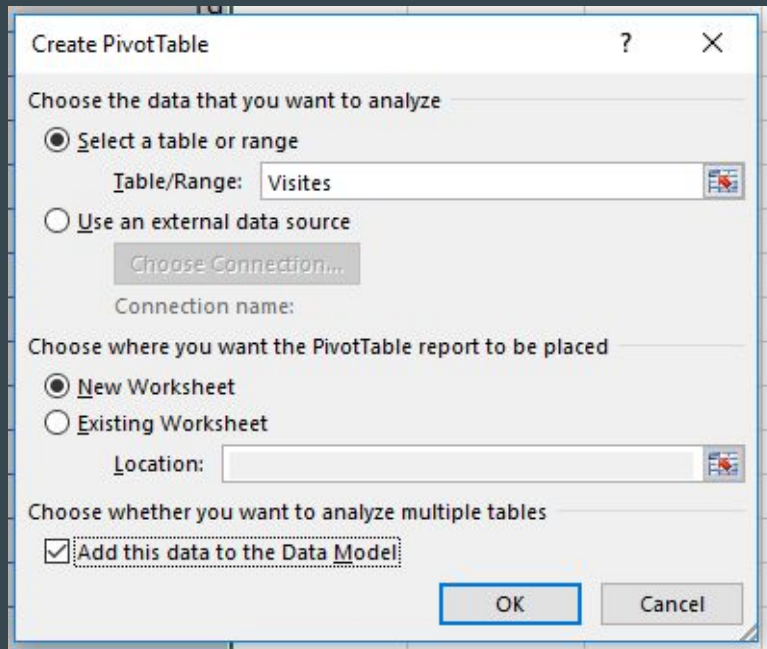 Create PivotTable
Choose the data that you want to analyze
Select a table or range
Table/Range: Visites
Use an external data source
Choose Connection...
Connection name:
Choose where you want the PivotTable report to be placed
New Worksheet
Existing Worksheet
Location:
Choose whether you want to analyze multiple tables
Add this data to the Data Model
OK Cancel